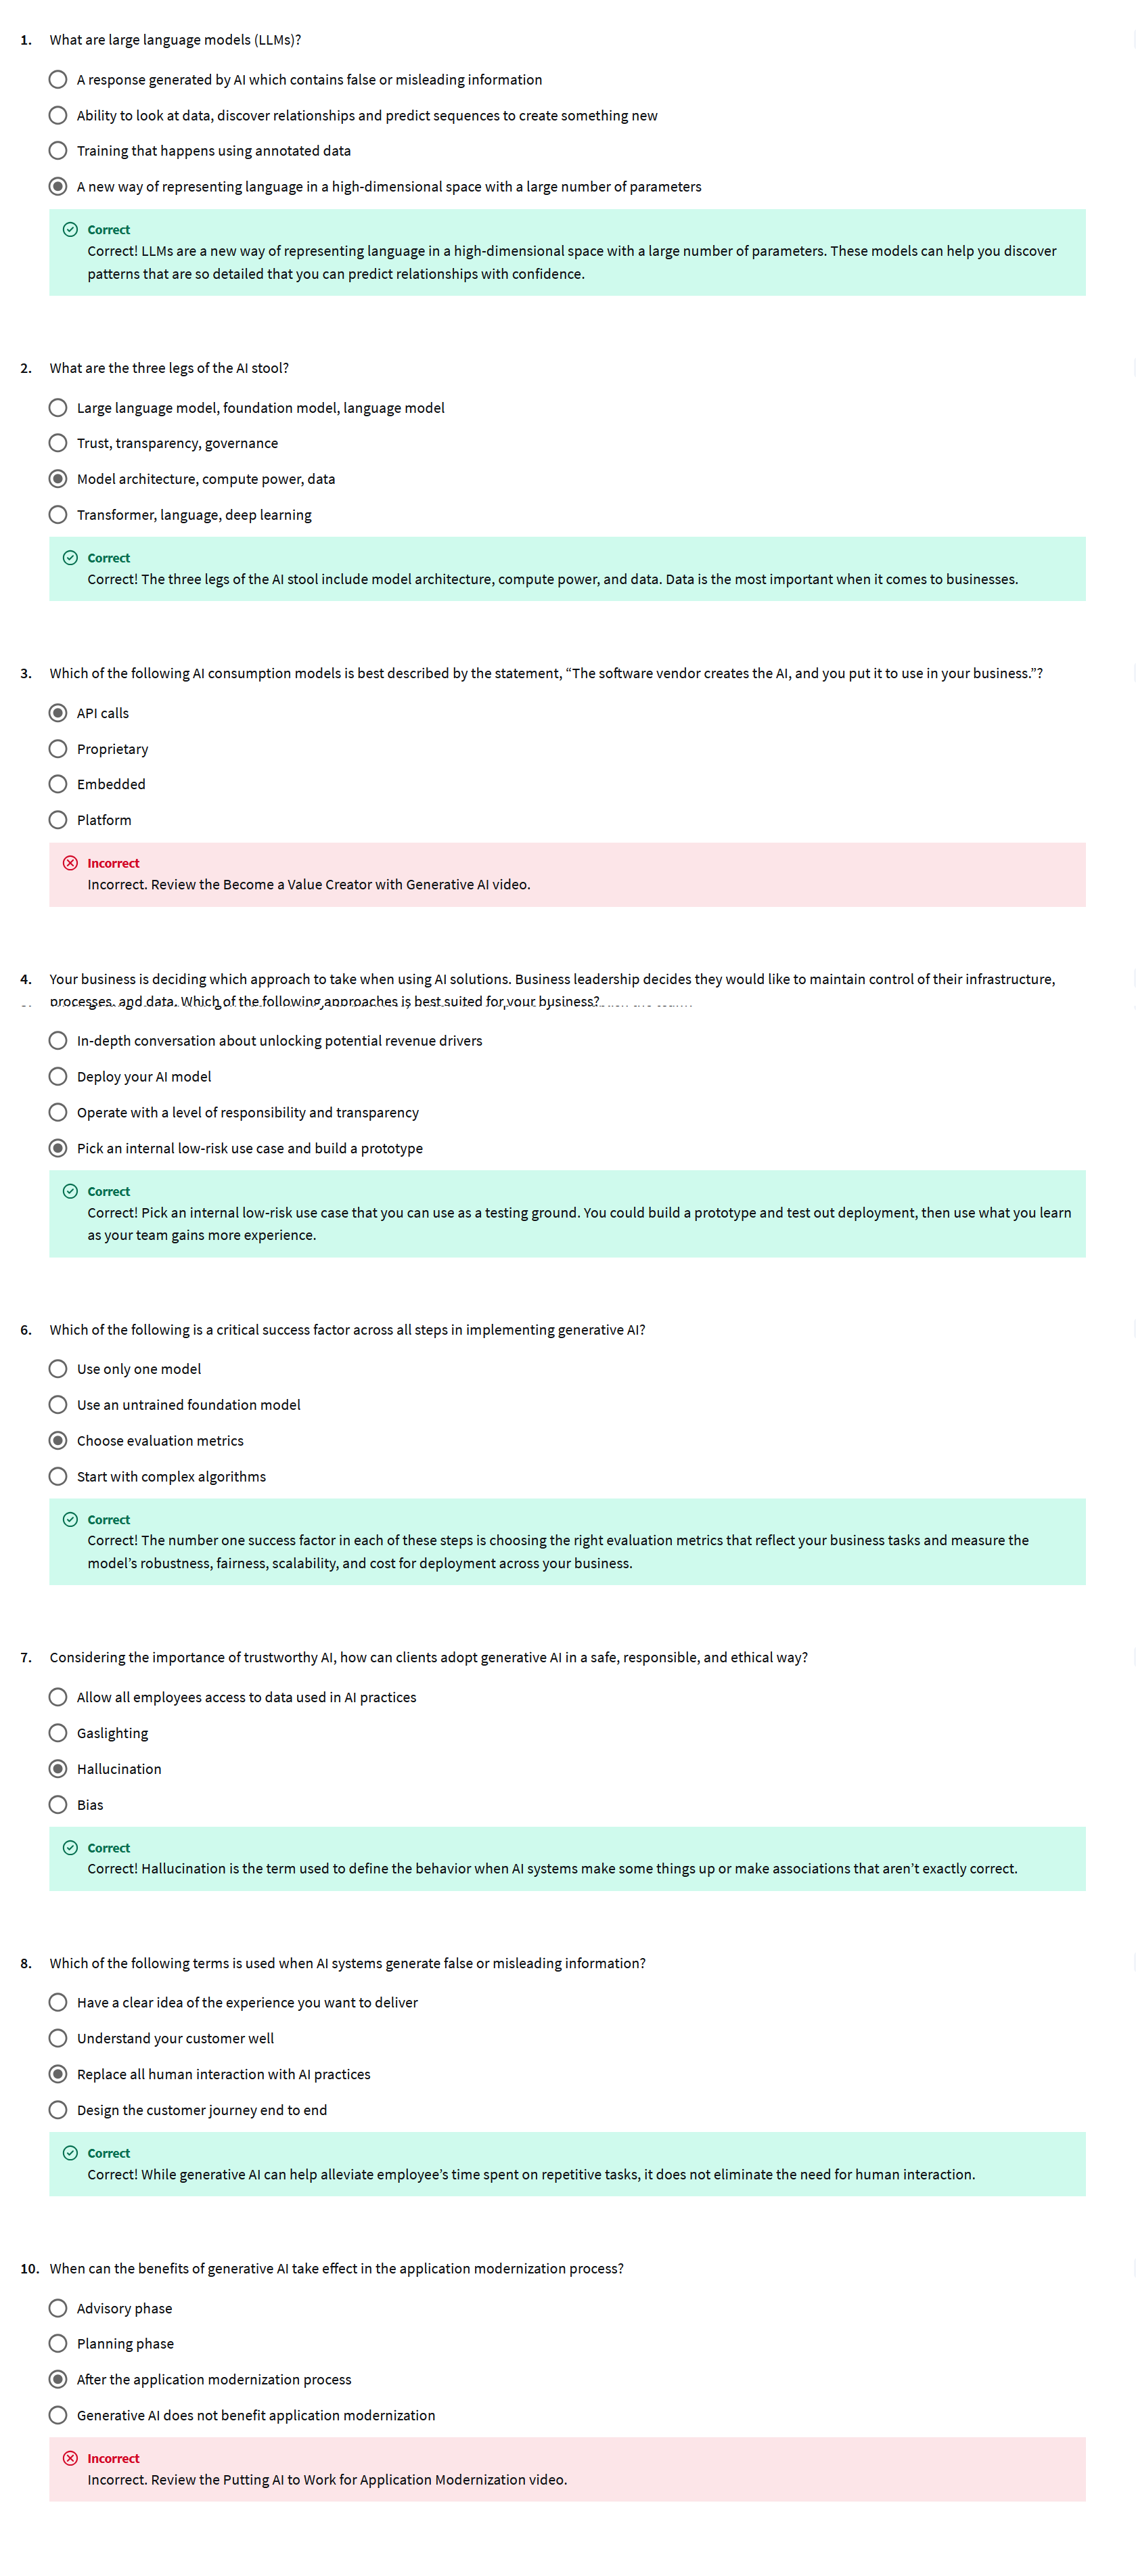 1. What are large language models (LLMs)?
A response generated by AI which contains false or misleading information
Ability to look at data, discover relationships and predict sequences to create something new
Training that happens using annotated data
A new way of representing language in a high-dimensional space with a large number of parameters
Correct
Correct! LLMs are a new way of representing language in a high-dimensional space with a large number of parameters. These models can help you discover
patterns that are so detailed that you can predict relationships with confidence.
2. What are the three legs of the AI stool?
Large language model, foundation model, language model
Trust, transparency, governance
Model architecture, compute power, data
Transformer, language, deep learning
Correct
Correct! The three legs of the AI stool include model architecture, compute power, and data. Data is the most important when it comes to businesses.
3. Which of the following AI consumption models is best described by the statement, “The software vendor creates the AI, and you put it to use in your business.”?
API calls
Proprietary
Embedded
Platform
Incorrect
Incorrect. Review the Become a Value Creator with Generative AI video.
4. Your business is deciding which approach to take when using AI solutions. Business leadership decides they would like to maintain control of their infrastructure,
processes, and data. Which of the following approaches is best suited for your business?
In-depth conversation about unlocking potential revenue drivers
Deploy your AI model
Operate with a level of responsibility and transparency
Pick an internal low-risk use case and build a prototype
Correct
Correct! Pick an internal low-risk use case that you can use as a testing ground. You could build a prototype and test out deployment, then use what you learn
as your team gains more experience.
6. Which of the following is a critical success factor across all steps in implementing generative AI?
Use only one model
Use an untrained foundation model
Choose evaluation metrics
Start with complex algorithms
Correct
Correct! The number one success factor in each of these steps is choosing the right evaluation metrics that reflect your business tasks and measure the
model’s robustness, fairness, scalability, and cost for deployment across your business.
7. Considering the importance of trustworthy AI, how can clients adopt generative AI in a safe, responsible, and ethical way?
Allow all employees access to data used in AI practices
Gaslighting
Hallucination
Bias
Correct
Correct! Hallucination is the term used to define the behavior when AI systems make some things up or make associations that aren’t exactly correct.
8. Which of the following terms is used when AI systems generate false or misleading information?
Have a clear idea of the experience you want to deliver
Understand your customer well
Replace all human interaction with AI practices
Design the customer journey end to end
Correct
Correct! While generative AI can help alleviate employee’s time spent on repetitive tasks, it does not eliminate the need for human interaction.
10. When can the benefits of generative AI take effect in the application modernization process?
Advisory phase
Planning phase
After the application modernization process
Generative AI does not benefit application modernization
Incorrect
Incorrect. Review the Putting AI to Work for Application Modernization video.